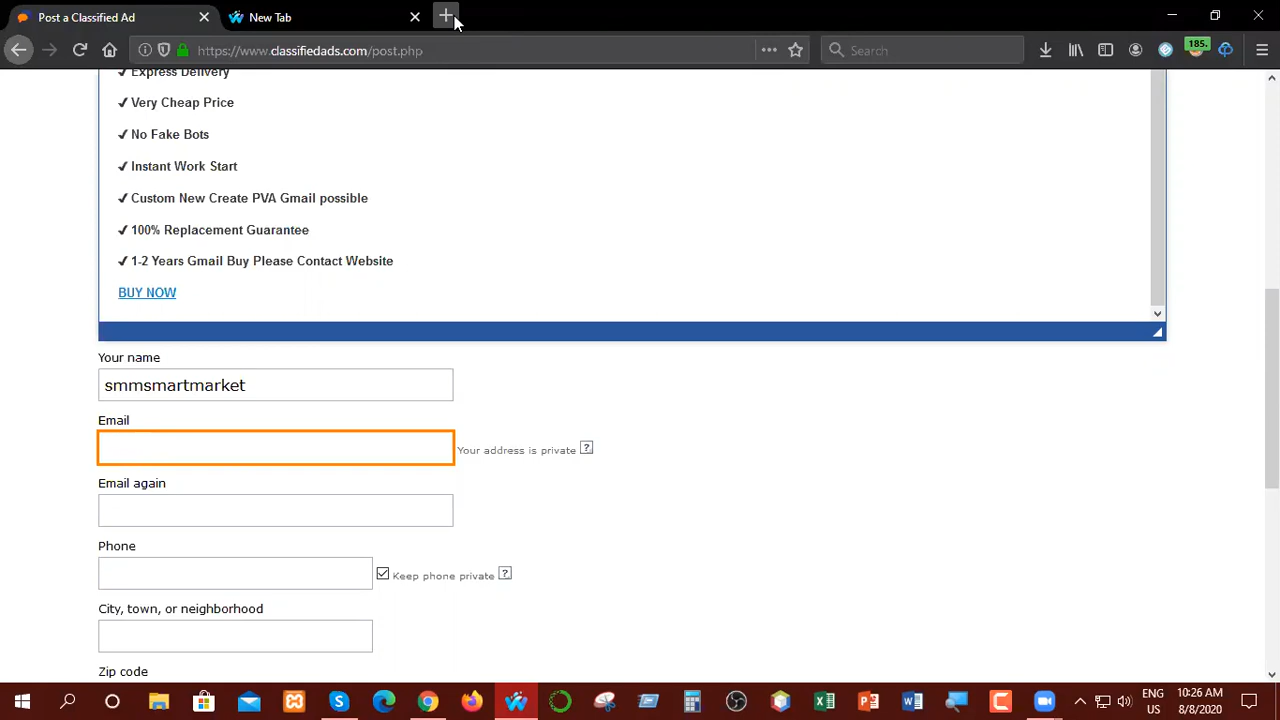 Post a Classified Ad
New Tab
https://www.classifiedads.com/post.php
Search
185.
Express Delivery
✔ Very Cheap Price
✔ No Fake Bots
✔ Instant Work Start
✔ Custom New Create PVA Gmail possible
✔ 100% Replacement Guarantee
✔ 1-2 Years Gmail Buy Please Contact Website
BUY NOW
Your name
smmsmartmarket
Email
Your address is private ?
Email again
Phone
Keep phone private ?
City, town, or neighborhood
Zip code
ENG 10:26 AM
US 8/8/2020